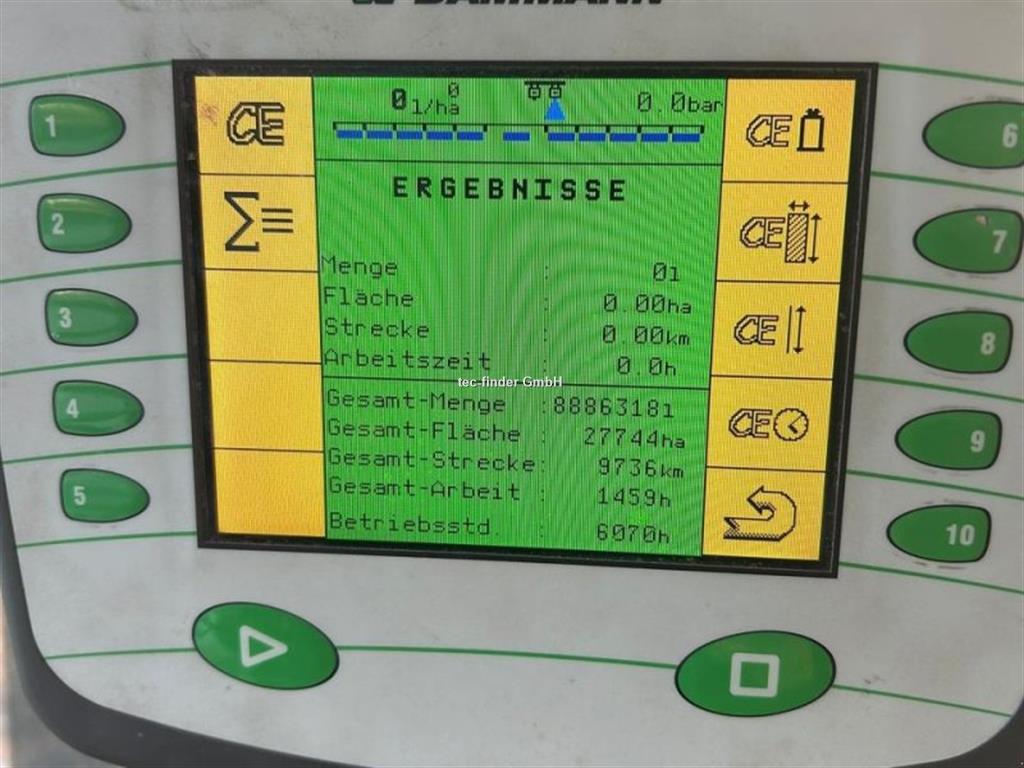 DAMMANN
0 l/ha 0 0.0bar
CE
CE
ERGEBNISSE
CE
CE
CE
Menge : 0l
Fläche : 0.00ha
Strecke : 0.00km
Arbeitszeit : 0.0h
tec-finder GmbH
Gesamt-Menge :8886318l
Gesamt-Fläche : 27744ha
Gesamt-Strecke: 9736km
Gesamt-Arbeit : 1459h
Betriebsstd. : 6070h
1
2
3
4
5
6
7
8
9
10